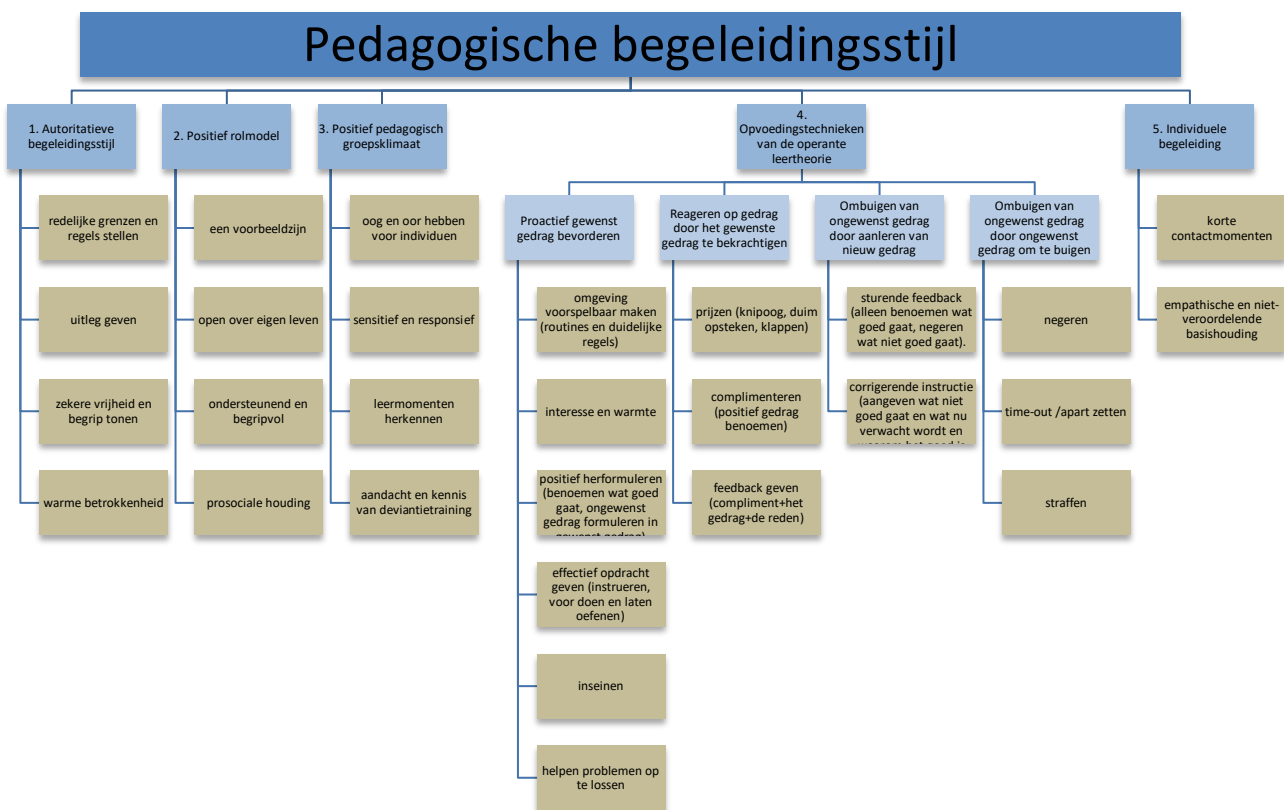 Pedagogische begeleidingsstijl
1. Autoritatieve
begeleidingsstijl
redelijke grenzen en
regels stellen
uitleg geven
zekere vrijheid en
begrip tonen
warme betrokkenheid
2. Positief rolmodel
een voorbeeldzijn
open over eigen leven
ondersteunend en
begripvol
prosociale houding
3. Positief pedagogisch
groepsklimaat
oog en oor hebben
voor individuen
sensitief en responsief
leermomenten
herkennen
aandacht en kennis
van deviantietraining
4.
Opvoedingstechnieken
van de operante
leertheorie
Proactief gewenst
gedrag bevorderen
omgeving
voorspelbaar maken
(routines en duidelijke
regels)
interesse en warmte
positief herformuleren
(benoemen wat goed
gaat, ongewenst
gedrag formuleren in
gewenst gedrag)
effectief opdracht
geven (instrueren,
voor doen en laten
oefenen)
inseinen
helpen problemen op
te lossen
Reageren op gedrag
door het gewenste
gedrag te bekrachtigen
prijzen (knipoog, duim
opsteken, klappen)
complimenteren
(positief gedrag
benoemen)
feedback geven
(compliment+het
gedrag+de reden)
Ombuigen van
ongewenst gedrag
door aanleren van
nieuw gedrag
sturende feedback
(alleen benoemen wat
goed gaat, negeren
wat niet goed gaat).
corrigerende instructie
(aangeven wat niet
goed gaat en wat nu
verwacht wordt en
waarom het goed is
Ombuigen van
ongewenst gedrag
door ongewenst
gedrag om te buigen
negeren
time-out /apart zetten
straffen
5. Individuele
begeleiding
korte
contactmomenten
empathische en niet-
veroordelende
basishouding